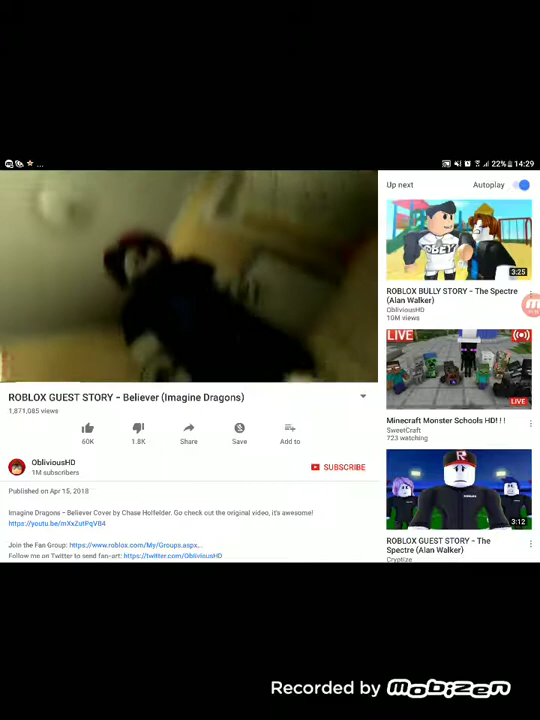 22% 14:29
Up next
Autoplay
3:25
ROBLOX BULLY STORY - The Spectre
(Alan Walker)
ObliviousHD
10M views
LIVE
LIVE
Minecraft Monster Schools HD! ! !
SweetCraft
723 watching
3:12
ROBLOX GUEST STORY - The
Spectre (Alan Walker)
Cryptize
ROBLOX GUEST STORY - Believer (Imagine Dragons)
1,871,085 views
60K
1.8K
Share
Save
Add to
ObliviousHD
1M subscribers
SUBSCRIBE
Published on Apr 15, 2018
Imagine Dragons - Believer Cover by Chase Holfelder. Go check out the original video, it's awesome!
https://youtu.be/mXxZutPqV84
Join the Fan Group: https://www.roblox.com/My/Groups.aspx...
Follow me on Twitter to send fan-art: https://twitter.com/ObliviousHD
Recorded by Mobizen